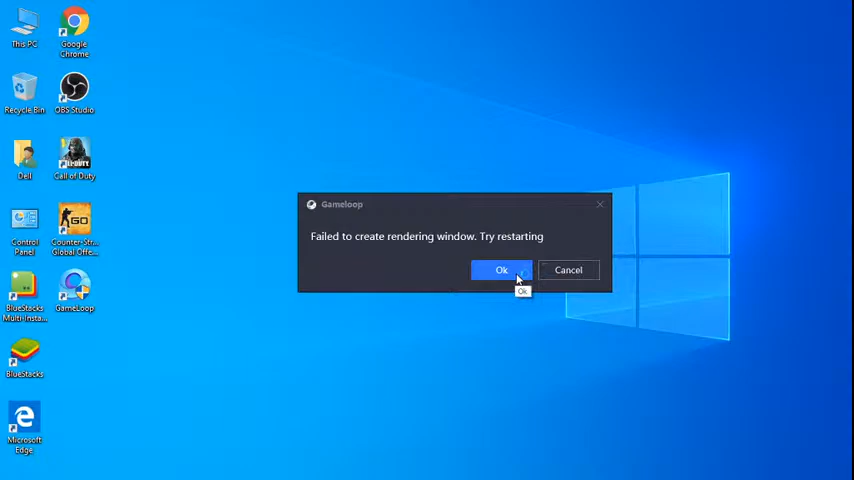 This PC
Google
Chrome
Recycle Bin
OBS Studio
Dell
Call of Duty
Control
Panel
Counter-Str...
Global Offe...
BlueStacks
Multi-Insta...
GameLoop
BlueStacks
Microsoft
Edge
Gameloop
Failed to create rendering window. Try restarting
Ok
Cancel
Ok